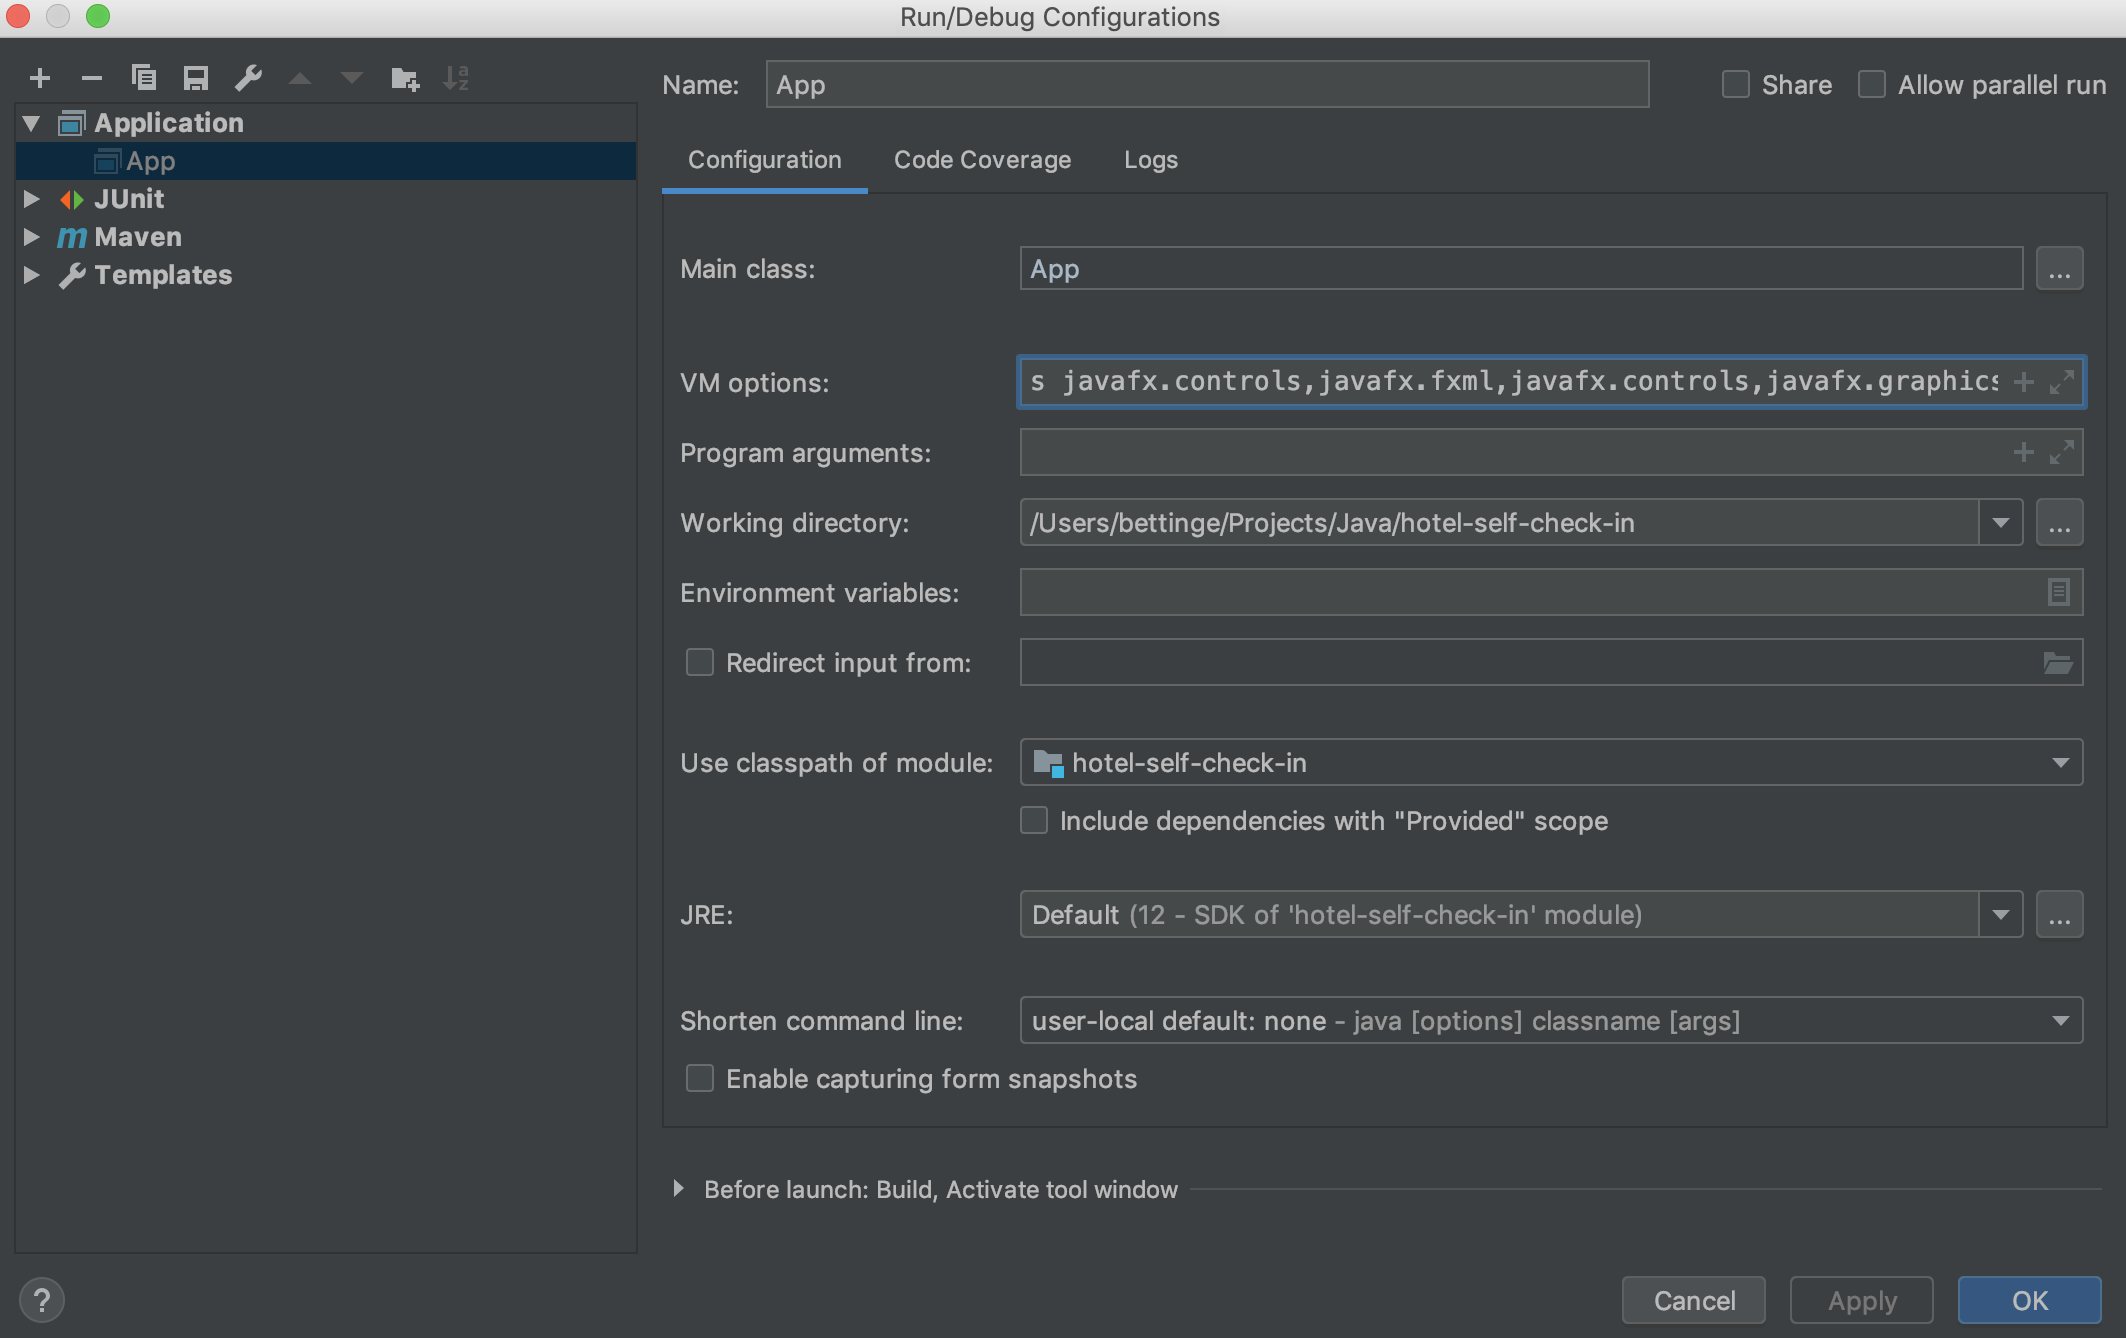 Run/Debug Configurations
Name: App Share Allow parallel run
Application
App
JUnit
Maven
Templates
Configuration Code Coverage Logs
Main class: App ...
VM options: s javafx.controls,javafx.fxml,javafx.controls,javafx.graphics
Program arguments:
Working directory: /Users/bettinge/Projects/Java/hotel-self-check-in ...
Environment variables:
Redirect input from:
Use classpath of module: hotel-self-check-in
Include dependencies with "Provided" scope
JRE: Default (12 - SDK of 'hotel-self-check-in' module) ...
Shorten command line: user-local default: none - java [options] classname [args]
Enable capturing form snapshots
Before launch: Build, Activate tool window
? Cancel Apply OK